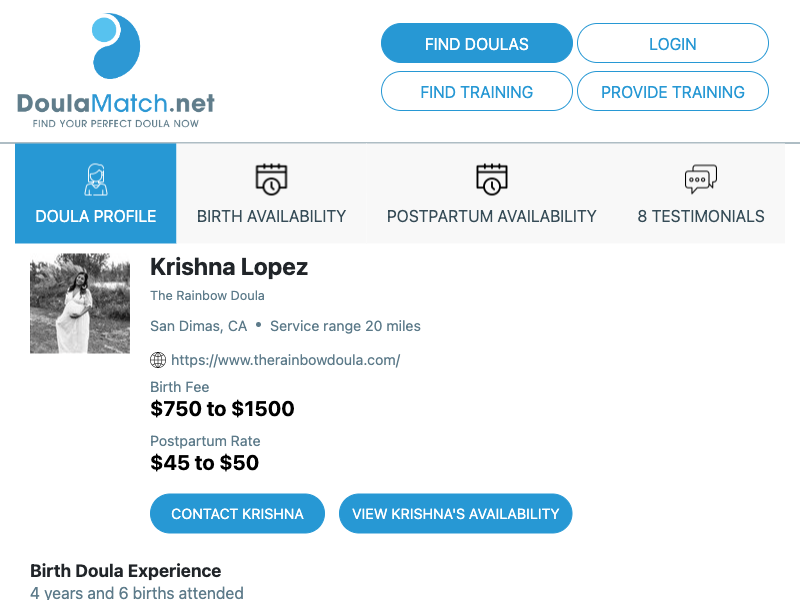 DoulaMatch.net
FIND YOUR PERFECT DOULA NOW
FIND DOULAS
LOGIN
FIND TRAINING
PROVIDE TRAINING
DOULA PROFILE
BIRTH AVAILABILITY
POSTPARTUM AVAILABILITY
8 TESTIMONIALS
Krishna Lopez
The Rainbow Doula
San Dimas, CA • Service range 20 miles
https://www.therainbowdoula.com/
Birth Fee
$750 to $1500
Postpartum Rate
$45 to $50
CONTACT KRISHNA
VIEW KRISHNA'S AVAILABILITY
Birth Doula Experience
4 years and 6 births attended